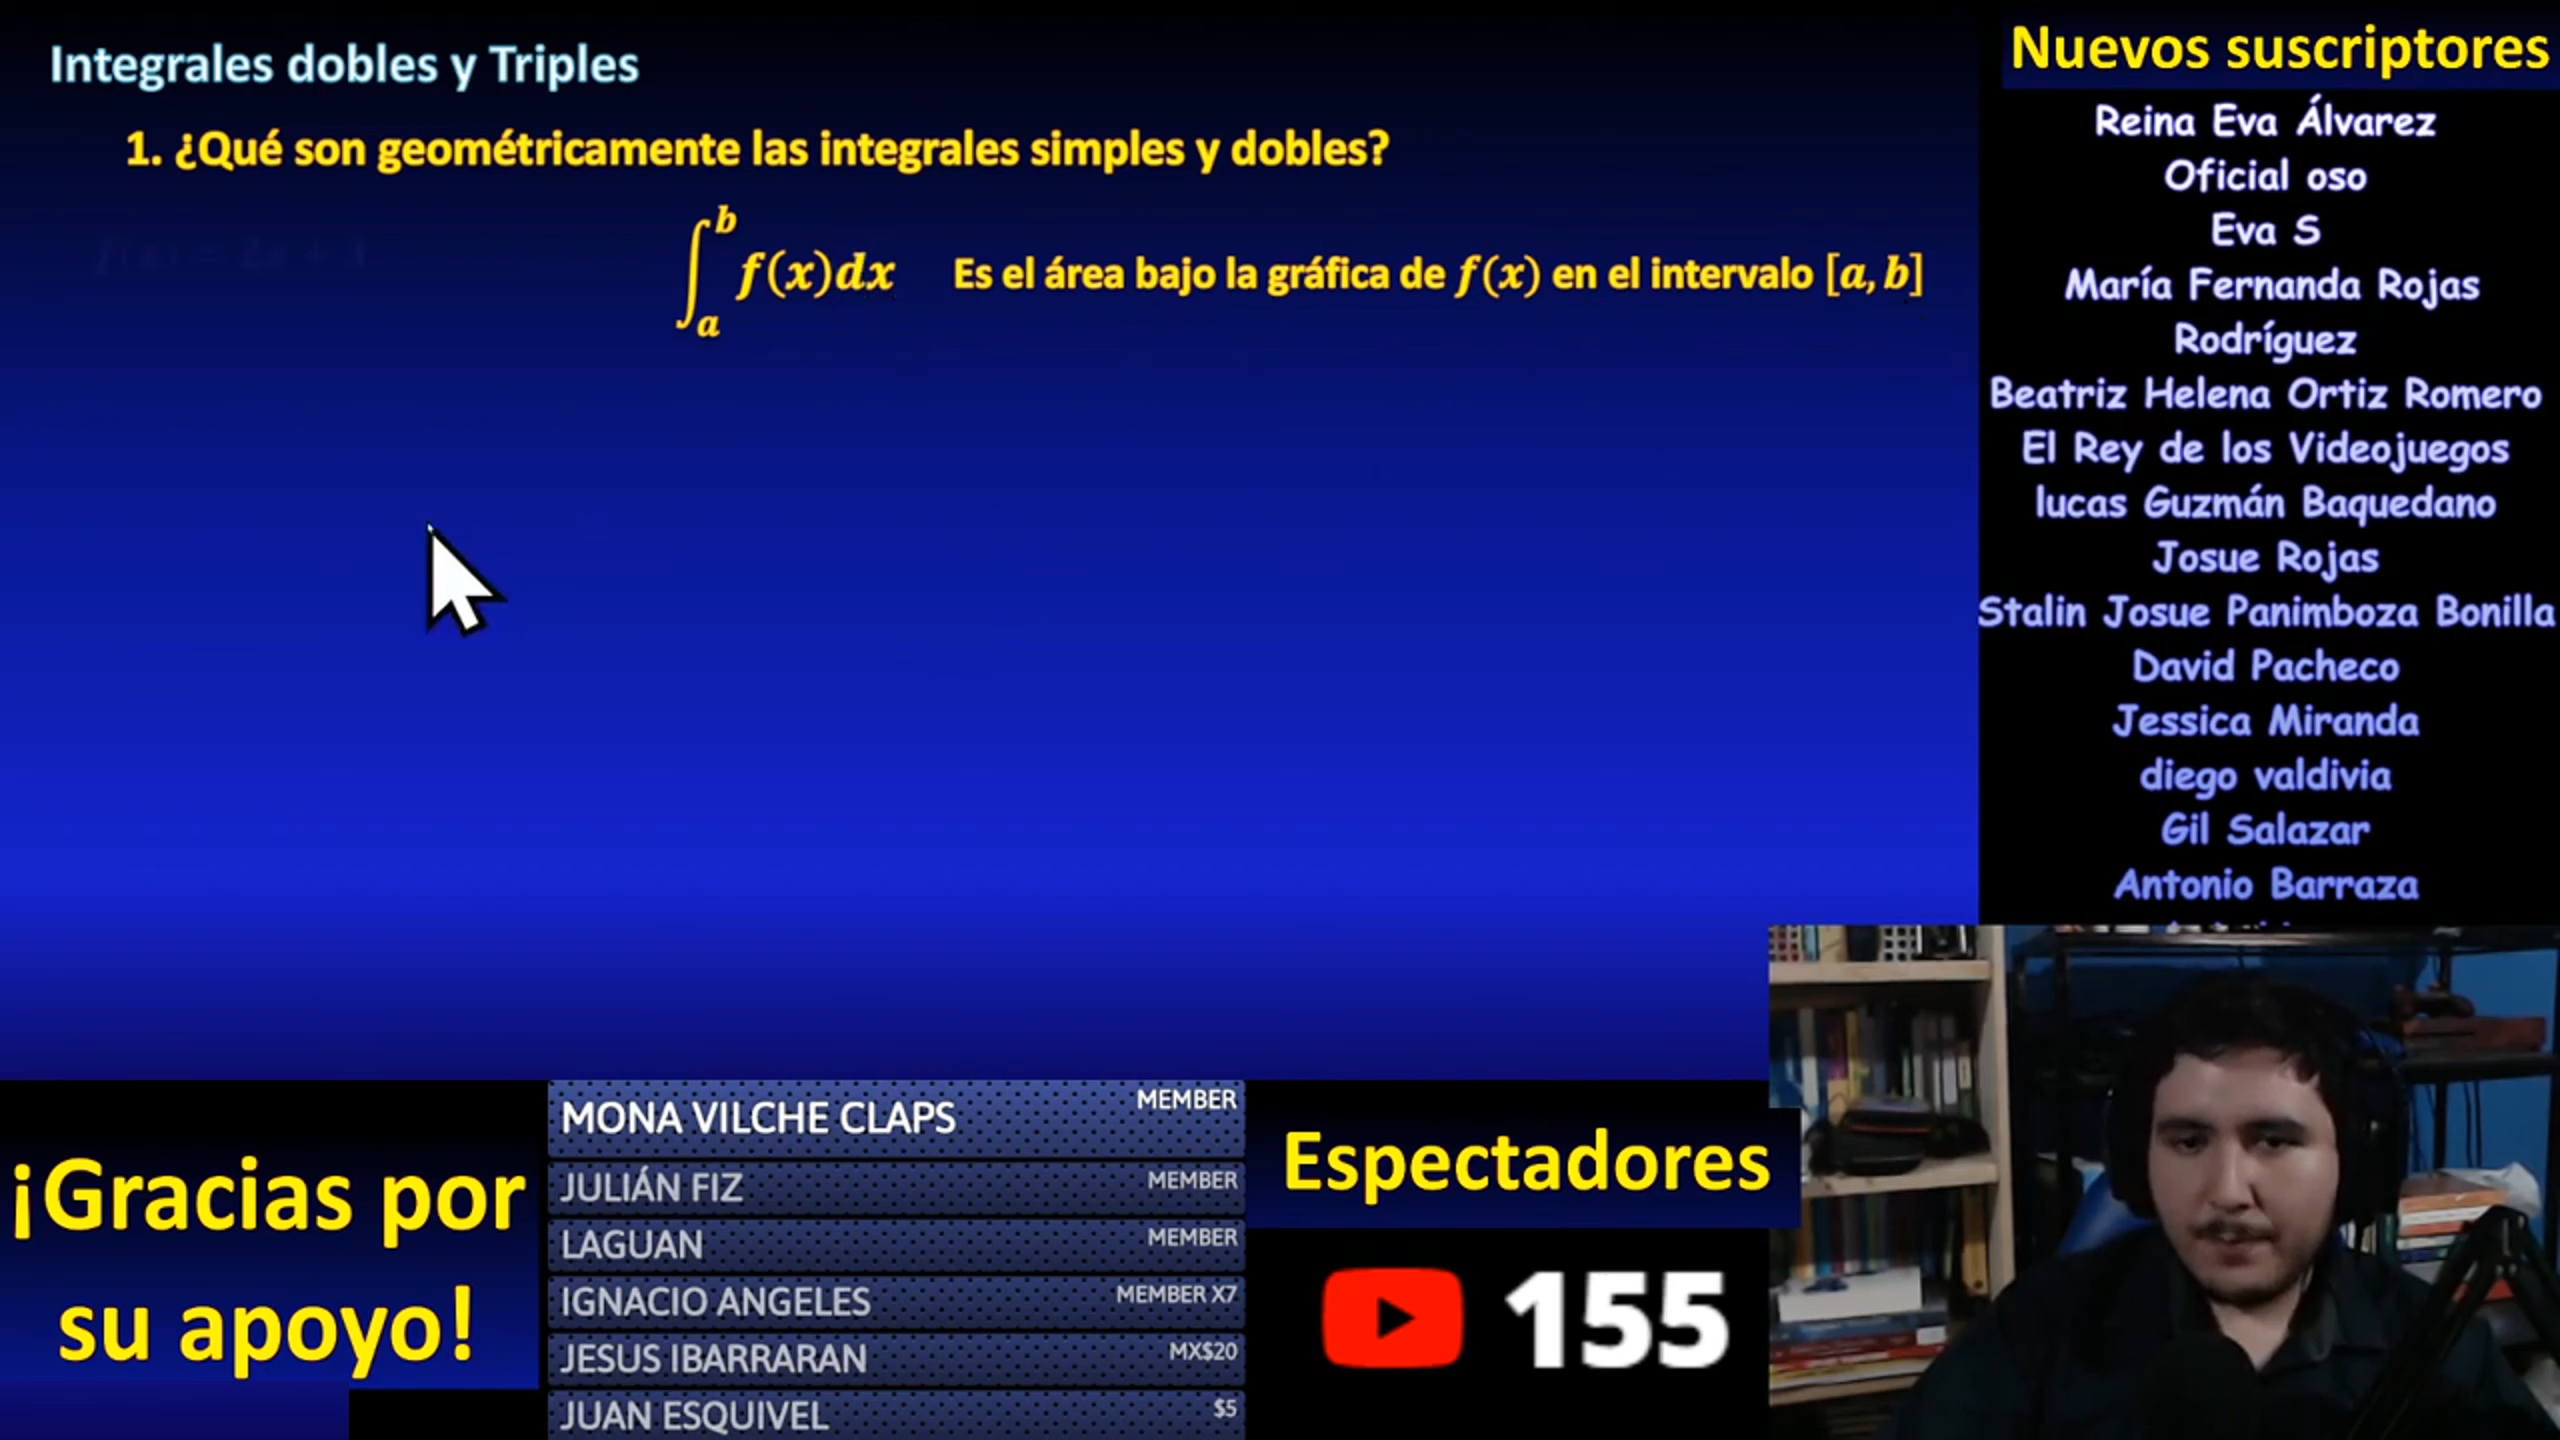 Integrales dobles y Triples
1. ¿Qué son geométricamente las integrales simples y dobles?
∫_a^b f(x)dx Es el área bajo la gráfica de f(x) en el intervalo [a, b]
Nuevos suscriptores
Reina Eva Álvarez
Oficial oso
Eva S
María Fernanda Rojas
Rodríguez
Beatriz Helena Ortiz Romero
El Rey de los Videojuegos
lucas Guzmán Baquedano
Josue Rojas
Stalin Josue Panimboza Bonilla
David Pacheco
Jessica Miranda
diego valdivia
Gil Salazar
Antonio Barraza
¡Gracias por
su apoyo!
MONA VILCHE CLAPS MEMBER
JULIÁN FIZ MEMBER
LAGUAN MEMBER
IGNACIO ANGELES MEMBER X7
JESUS IBARRARAN MX$20
JUAN ESQUIVEL $5
Espectadores
155